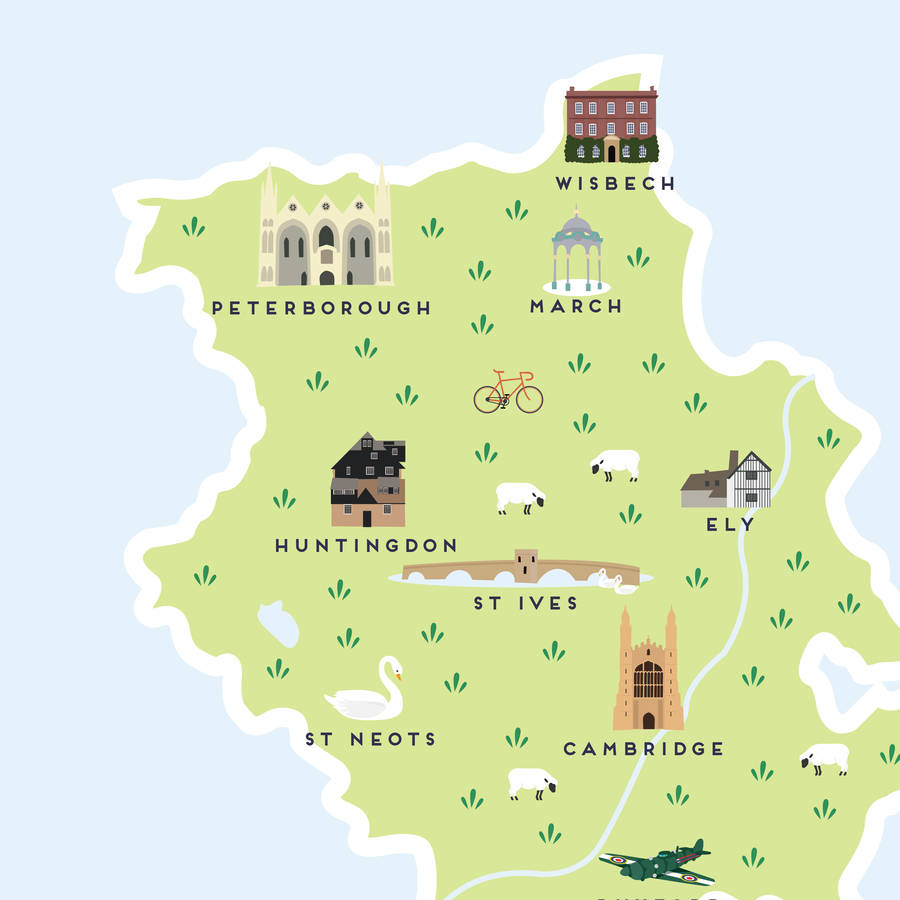 WISBECH
PETERBOROUGH
MARCH
ELY
HUNTINGDON
ST IVES
ST NEOTS
CAMBRIDGE